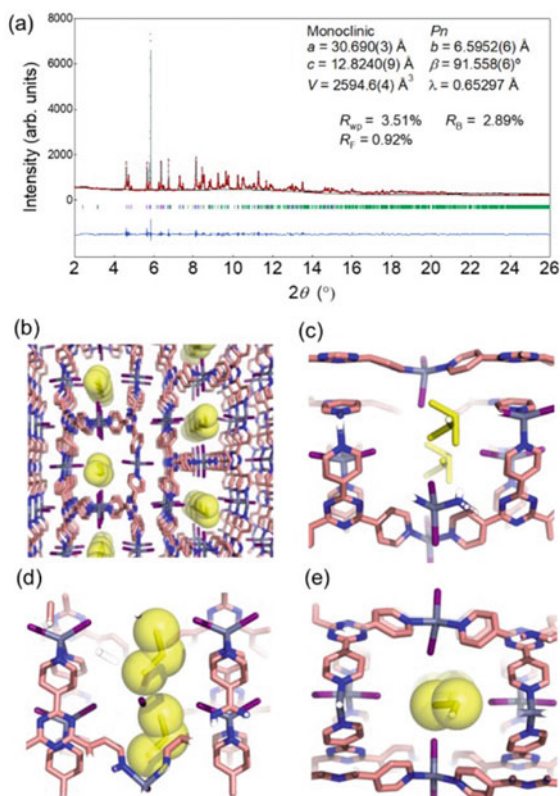 (a)
Monoclinic Pn
a = 30.690(3) Å b = 6.5952(6) Å
c = 12.8240(9) Å β = 91.558(6)º
V = 2594.6(4) Å³ λ = 0.65297 Å
Rwp = 3.51% RB = 2.89%
RF = 0.92%
Intensity (arb. units)
8000
6000
4000
2000
0
2 4 6 8 10 12 14 16 18 20 22 24 26
2θ (°)
(b)
(c)
(d)
(e)